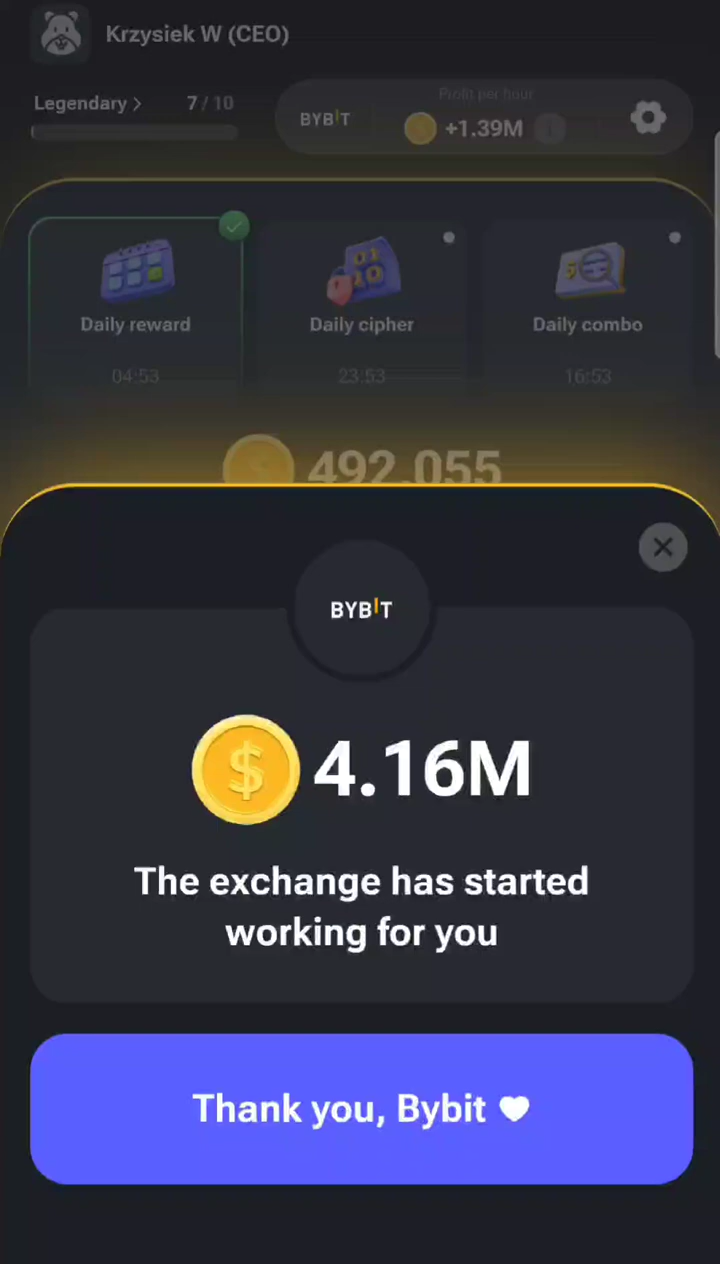 Krzysiek W (CEO)
Legendary > 7 / 10
BYBIT
Profit per hour
+1.39M
01
10
Daily reward
Daily cipher
Daily combo
04:53
23:53
16:53
492,055
BYBIT
$ 4.16M
The exchange has started
working for you
Thank you, Bybit